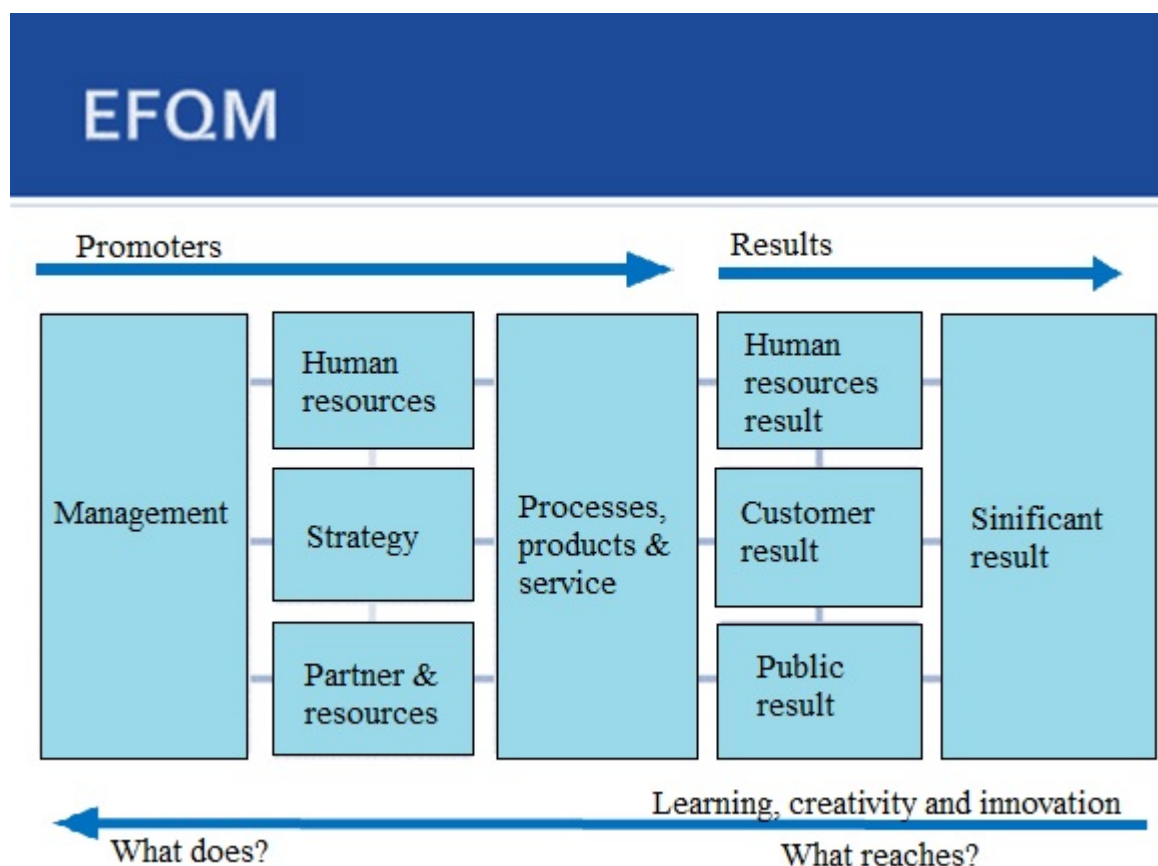 EFQM
Promoters
Results
Management
Human
resources
Strategy
Partner &
resources
Processes,
products &
service
Human
resources
result
Customer
result
Public
result
Sinificant
result
Learning, creativity and innovation
What does?
What reaches?